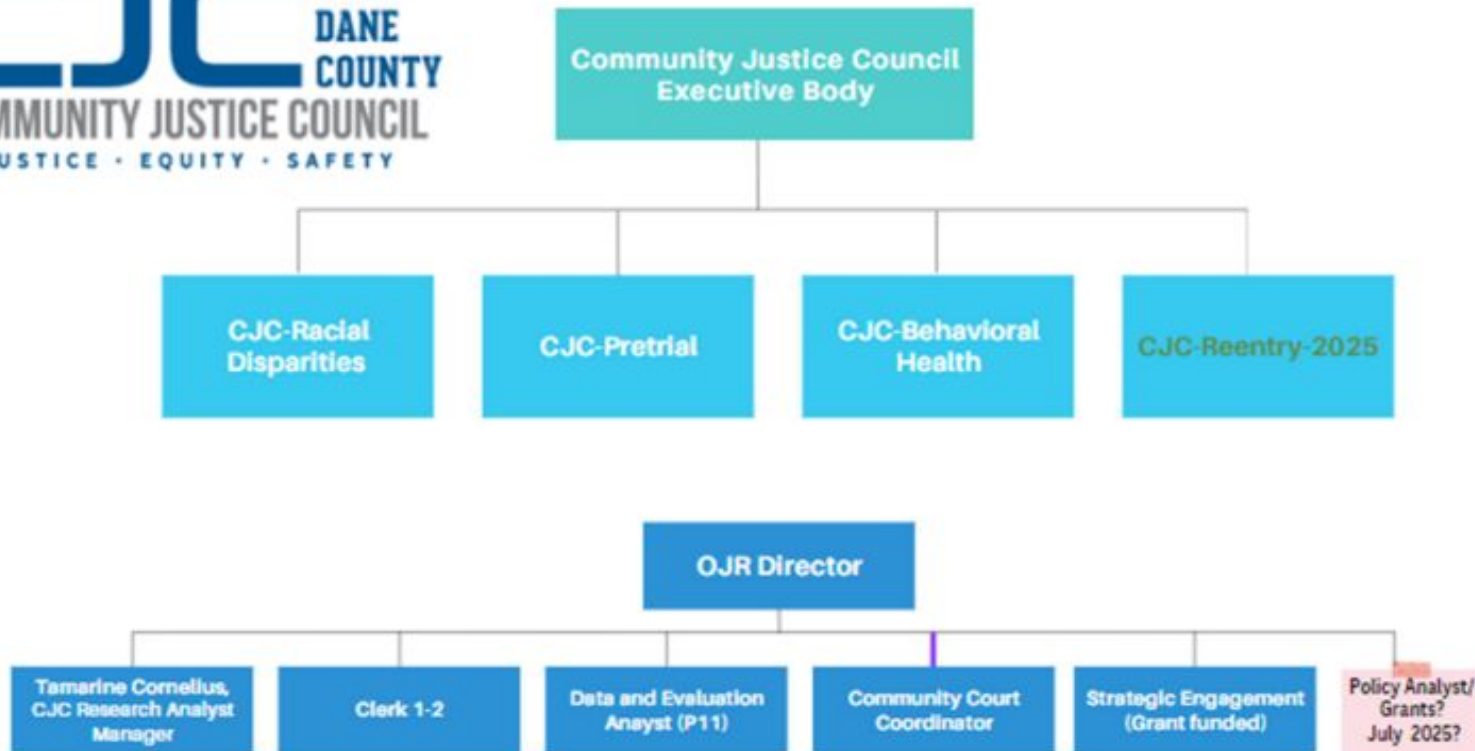 DANE
COUNTY
MMUNITY JUSTICE COUNCIL
USTICE · EQUITY · SAFETY
Community Justice Council
Executive Body
CJC-Racial
Disparities
CJC-Pretrial
CJC-Behavioral
Health
CJC-Reentry-2025
OJR Director
Tamarine Cornelius,
CJC Research Analyst
Manager
Clerk 1-2
Data and Evaluation
Anayst (P11)
Community Court
Coordinator
Strategic Engagement
(Grant funded)
Policy Analyst/
Grants?
July 2025?